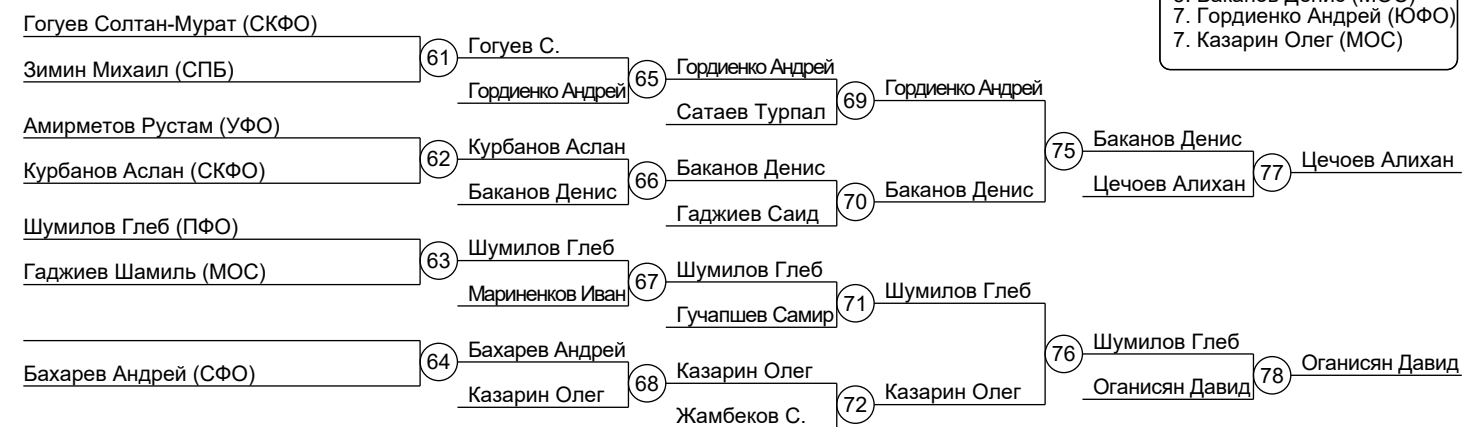 5. Баканов Денис (МОС)
7. Гордиенко Андрей (ЮФО)
7. Казарин Олег (МОС)
Гогуев Солтан-Мурат (СКФО)
61
Гогуев С.
Зимин Михаил (СПБ)
65
Гордиенко Андрей
Гордиенко Андрей
69
Гордиенко Андрей
Сатаев Турпал
Амирметов Рустам (УФО)
62
Курбанов Аслан
75
Баканов Денис
Курбанов Аслан (СКФО)
66
Баканов Денис
77
Цечоев Алихан
Баканов Денис
70
Баканов Денис
Цечоев Алихан
Гаджиев Саид
Шумилов Глеб (ПФО)
63
Шумилов Глеб
Гаджиев Шамиль (МОС)
67
Шумилов Глеб
Мариненков Иван
71
Шумилов Глеб
Гучапшев Самир
64
Бахарев Андрей
76
Шумилов Глеб
Бахарев Андрей (СФО)
68
Казарин Олег
78
Оганисян Давид
Казарин Олег
72
Казарин Олег
Оганисян Давид
Жамбеков С.